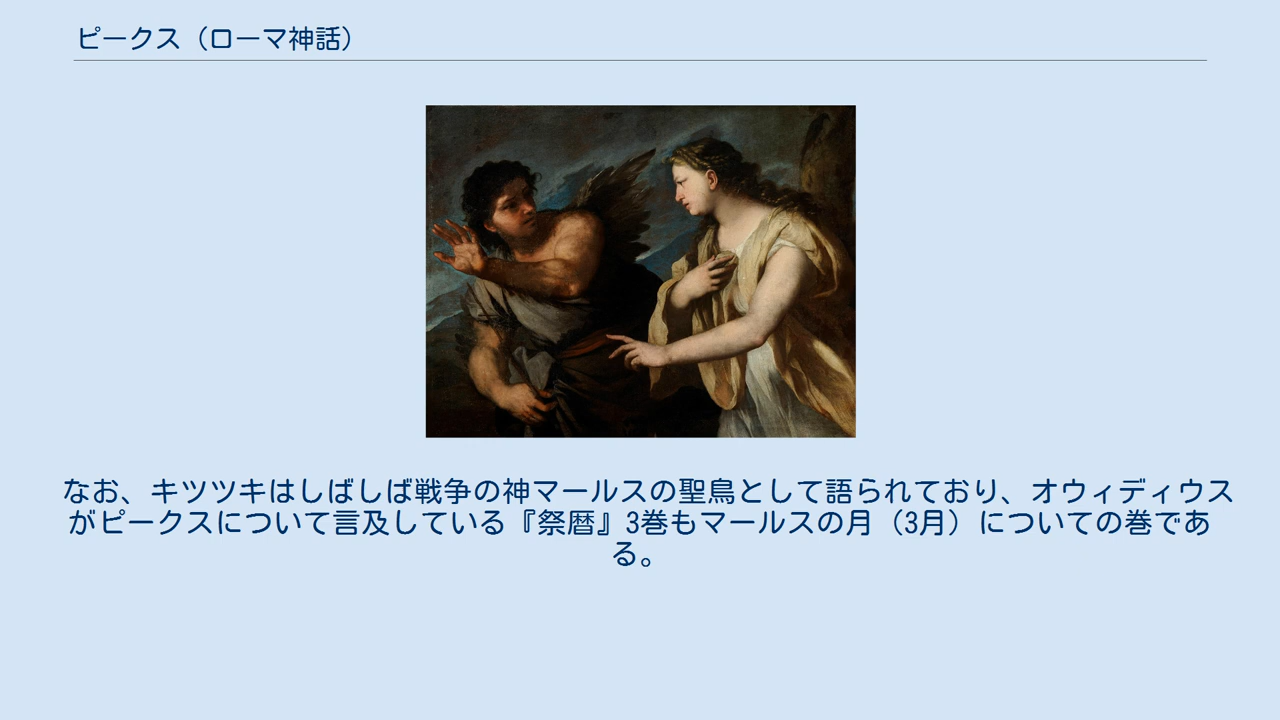 ピークス（ローマ神話）
なお、キツツキはしばしば戦争の神マールスの聖鳥として語られており、オウィディウス
がピークスについて言及している『祭暦』3巻もマールスの月（3月）についての巻であ
る。